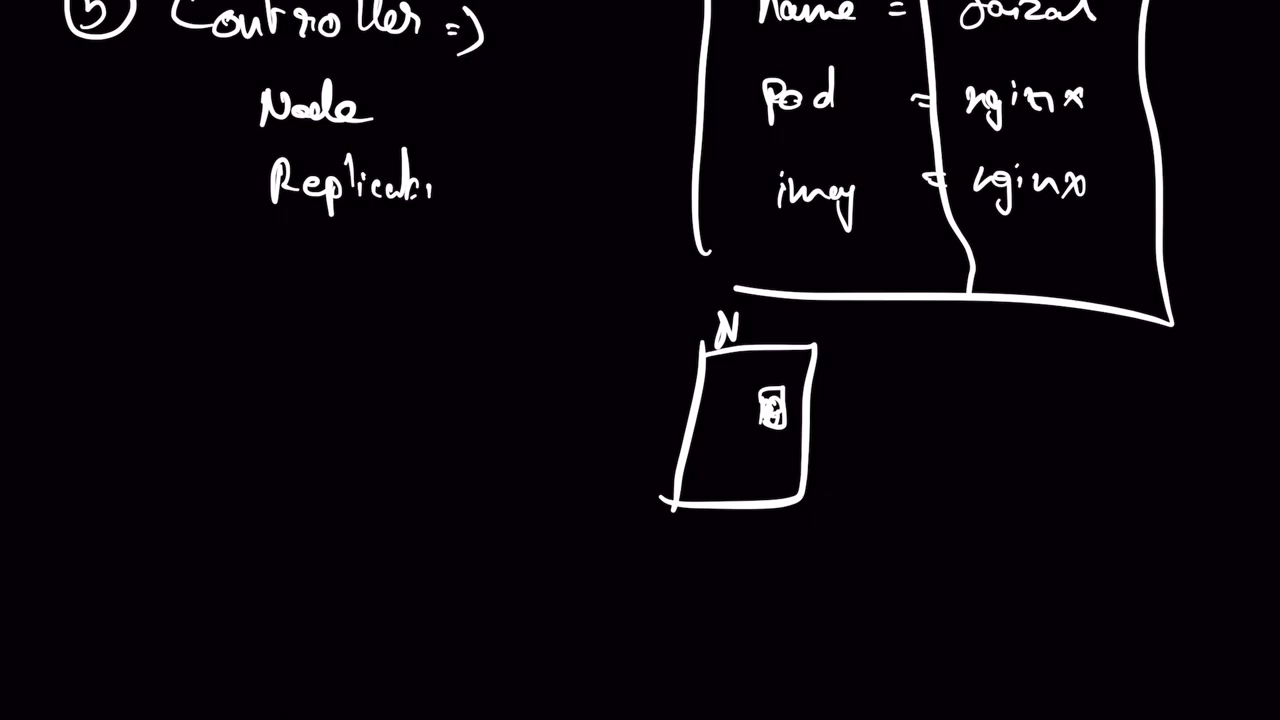 5 Controller =>
Node
Replicati
Name = faizal
Pod = nginx
imag = nginx
N